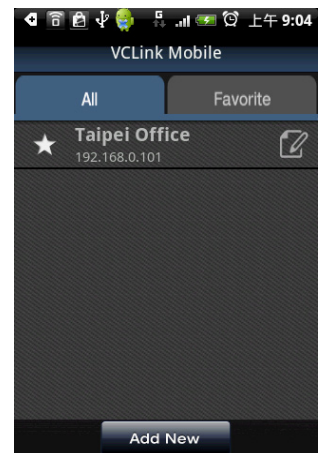 上午 9:04
VCLink Mobile
All
Favorite
Taipei Office
192.168.0.101
Add New